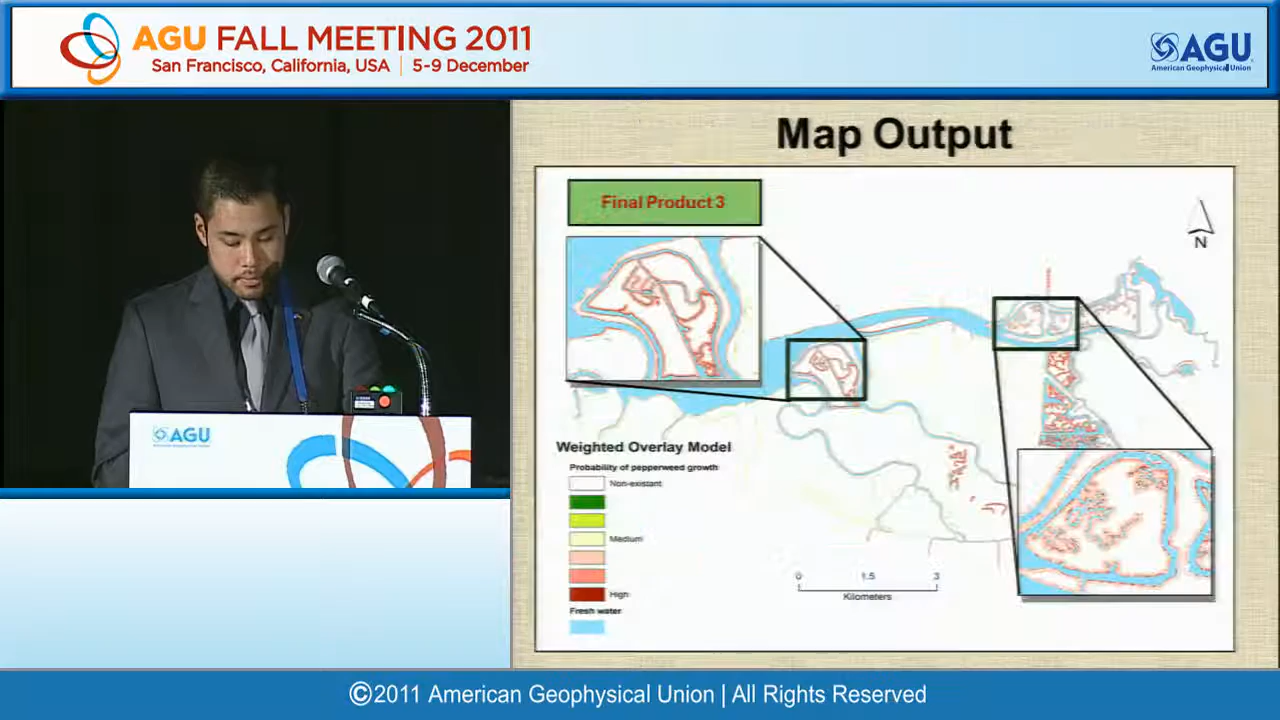 AGU FALL MEETING 2011
San Francisco, California, USA | 5-9 December
AGU
American Geophysical Union
Map Output
Final Product 3
N
Weighted Overlay Model
Probability of pepperweed growth
Non-existant
Medium
High
Fresh water
0 1.5 3
Kilometers
AGU
©2011 American Geophysical Union | All Rights Reserved